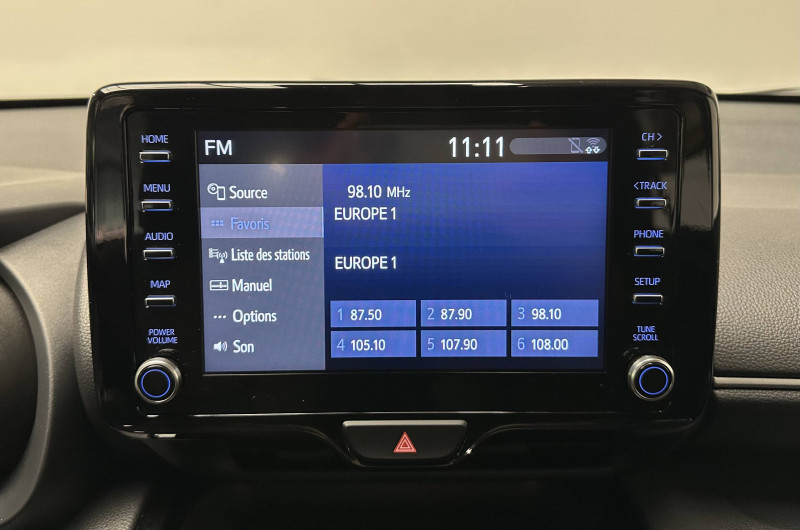 HOME
MENU
AUDIO
MAP
POWER
VOLUME
FM 11:11
Source
Favoris
Liste des stations
Manuel
Options
Son
98.10 MHz
EUROPE 1
EUROPE 1
1 87.50 2 87.90 3 98.10
4 105.10 5 107.90 6 108.00
CH >
< TRACK
PHONE
SETUP
TUNE
SCROLL